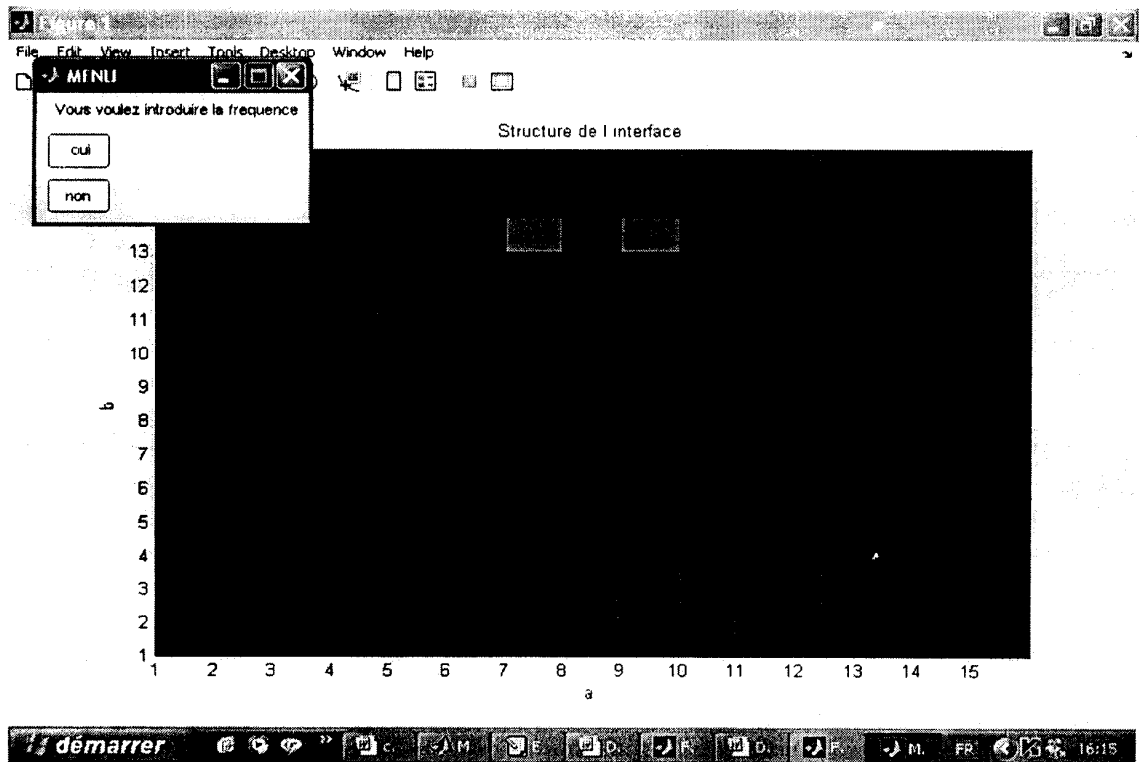 Figure 1
File Edit View Insert Tools Desktop Window Help
MENU
Vous voulez introduire la frequence
oui
non
Structure de l interface
13
12
11
10
9
8
7
6
5
4
3
2
1
b
1 2 3 4 5 6 7 8 9 10 11 12 13 14 15
a
démarrer » c. M E. D. F. D. F. M. FR 16:15